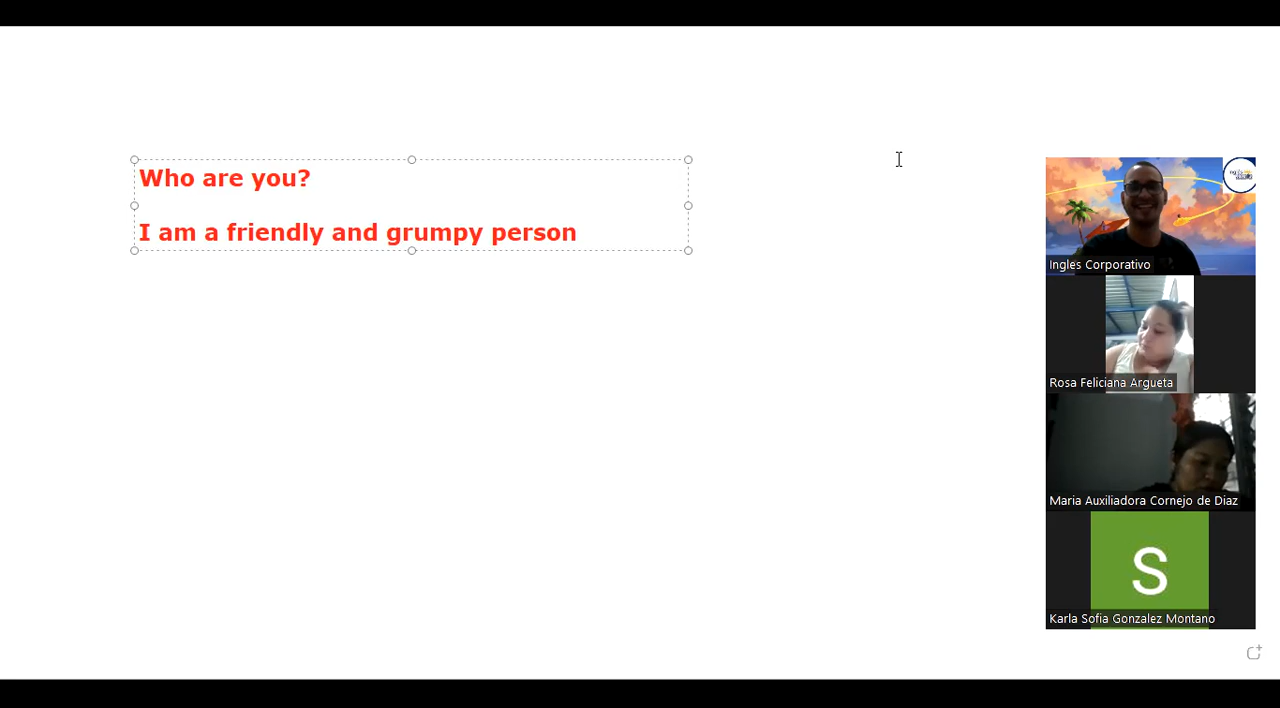 Who are you?
I am a friendly and grumpy person
Ingles Corporativo
Rosa Feliciana Argueta
Maria Auxiliadora Cornejo de Diaz
S
Karla Sofia Gonzalez Montano